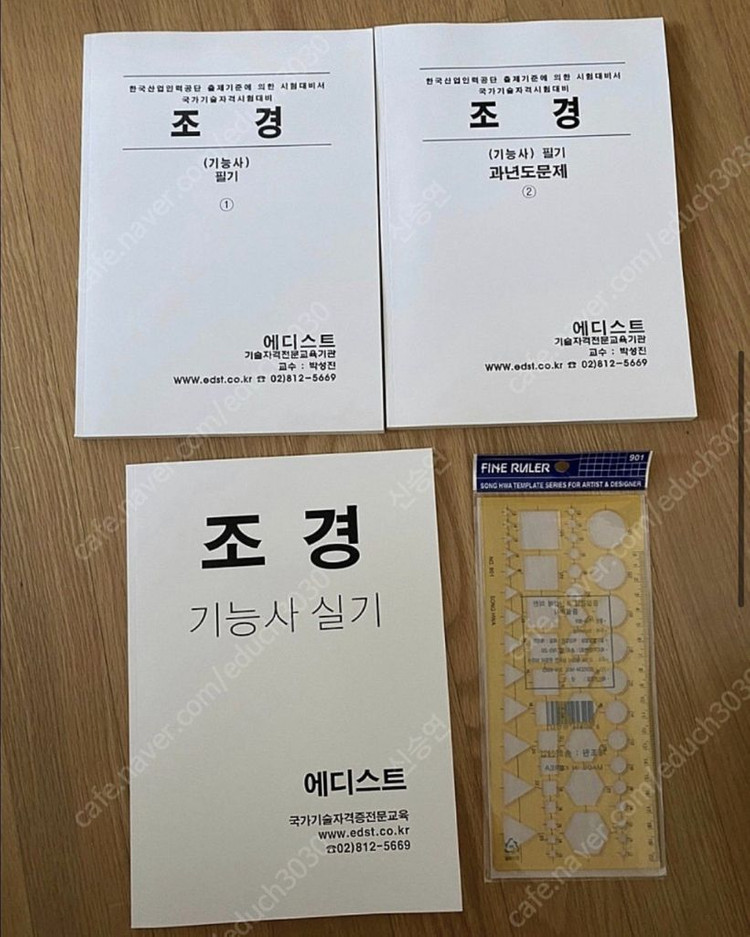 한국산업인력공단 출제기준에 의한 시험대비서
국가기술자격시험대비
조 경
(기능사)
필기
①
에디스트
기술자격전문교육기관
교수 : 박성진
www.edst.co.kr ☎ 02)812-5669
한국산업인력공단 출제기준에 의한 시험대비서
국가기술자격시험대비
조 경
(기능사) 필기
과년도문제
②
에디스트
기술자격전문교육기관
교수 : 박성진
www.edst.co.kr ☎ 02)812-5669
조 경
기능사 실기
에디스트
국가기술자격증전문교육
www.edst.co.kr
☎02)812-5669
901
FINE RULER
SONG HWA TEMPLATE SERIES FOR ARTIST & DESIGNER
NO. 901
SONG HWA
cafe.naver.com/educh3030
신승연